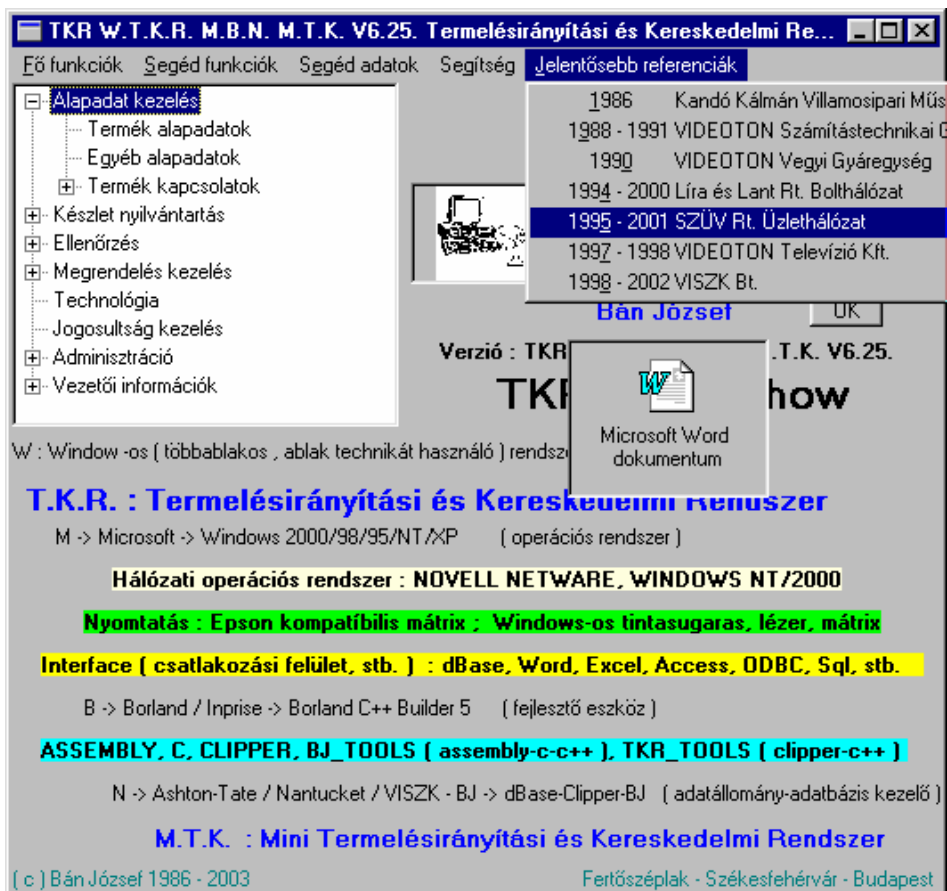 TKR W.T.K.R. M.B.N. M.T.K. V6.25. Termelésirányítási és Kereskedelmi Re...
Fő funkciók Segéd funkciók Segéd adatok Segítség Jelentősebb referenciák
Alapadat kezelés
Termék alapadatok
Egyéb alapadatok
Termék kapcsolatok
Készlet nyilvántartás
Ellenőrzés
Megrendelés kezelés
Technológia
Jogosultság kezelés
Adminisztráció
Vezetői információk
1986 Kandó Kálmán Villamosipari Műs
1988 - 1991 VIDEOTON Számítástechnikai G
1990 VIDEOTON Vegyi Gyáregység
1994 - 2000 Líra és Lant Rt. Bolthálózat
1995 - 2001 SZÜV Rt. Üzlethálózat
1997 - 1998 VIDEOTON Televízió Kft.
1998 - 2002 VISZK Bt.
Bán József OK
Verzió : TKR .T.K. V6.25.
TKR how
Microsoft Word
dokumentum
W : Window -os ( többablakos , ablak technikát használó ) rendsze
T.K.R. : Termelésirányítási és Kereskedelmi Rendszer
M -> Microsoft -> Windows 2000/98/95/NT/XP ( operációs rendszer )
Hálózati operációs rendszer : NOVELL NETWARE, WINDOWS NT/2000
Nyomtatás : Epson kompatíbilis mátrix ; Windows-os tintasugaras, lézer, mátrix
Interface ( csatlakozási felület, stb. ) : dBase, Word, Excel, Access, ODBC, Sql, stb.
B -> Borland / Inprise -> Borland C++ Builder 5 ( fejlesztő eszköz )
ASSEMBLY, C, CLIPPER, BJ_TOOLS ( assembly-c-c++ ), TKR_TOOLS ( clipper-c++ )
N -> Ashton-Tate / Nantucket / VISZK - BJ -> dBase-Clipper-BJ ( adatállomány-adatbázis kezelő )
M.T.K. : Mini Termelésirányítási és Kereskedelmi Rendszer
( c ) Bán József 1986 - 2003 Fertőszéplak - Székesfehérvár - Budapest